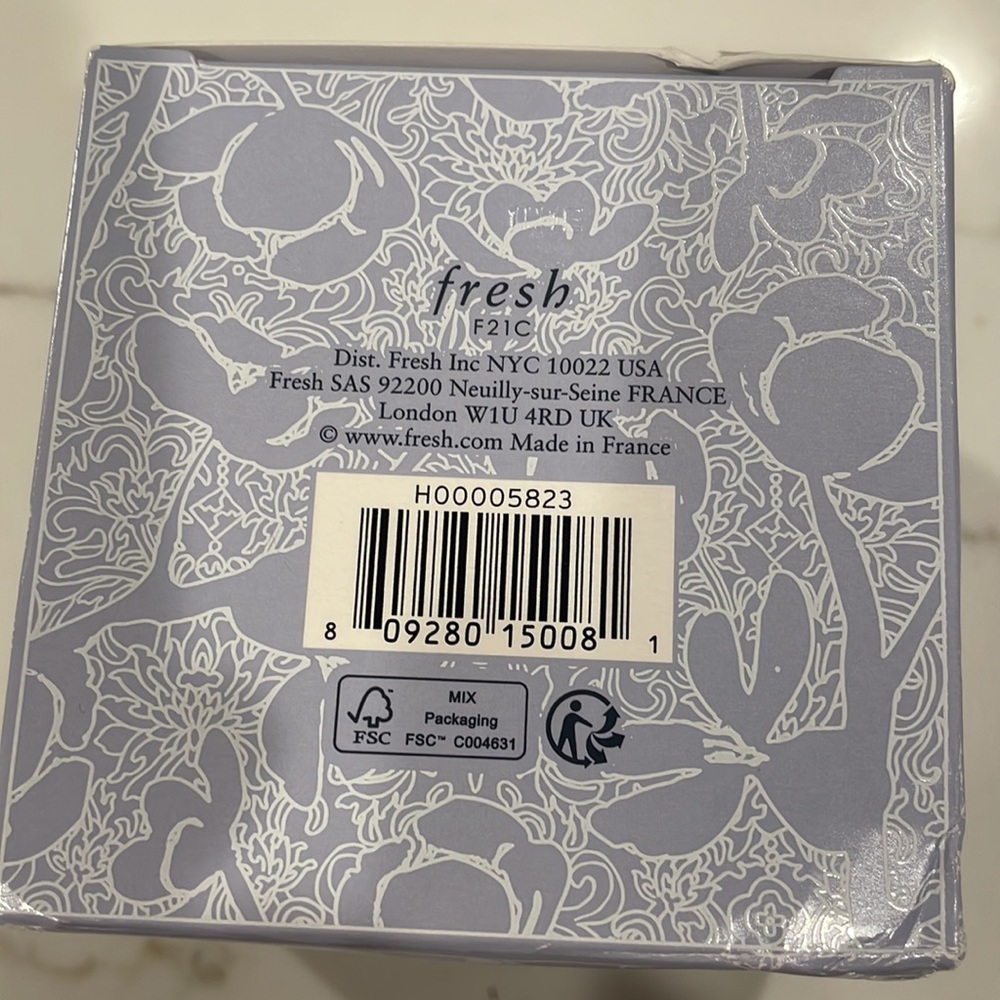 fresh
F21C
Dist. Fresh Inc NYC 10022 USA
Fresh SAS 92200 Neuilly-sur-Seine FRANCE
London W1U 4RD UK
© www.fresh.com Made in France
H00005823
8 09280 15008 1
MIX
Packaging
FSC FSC™ C004631